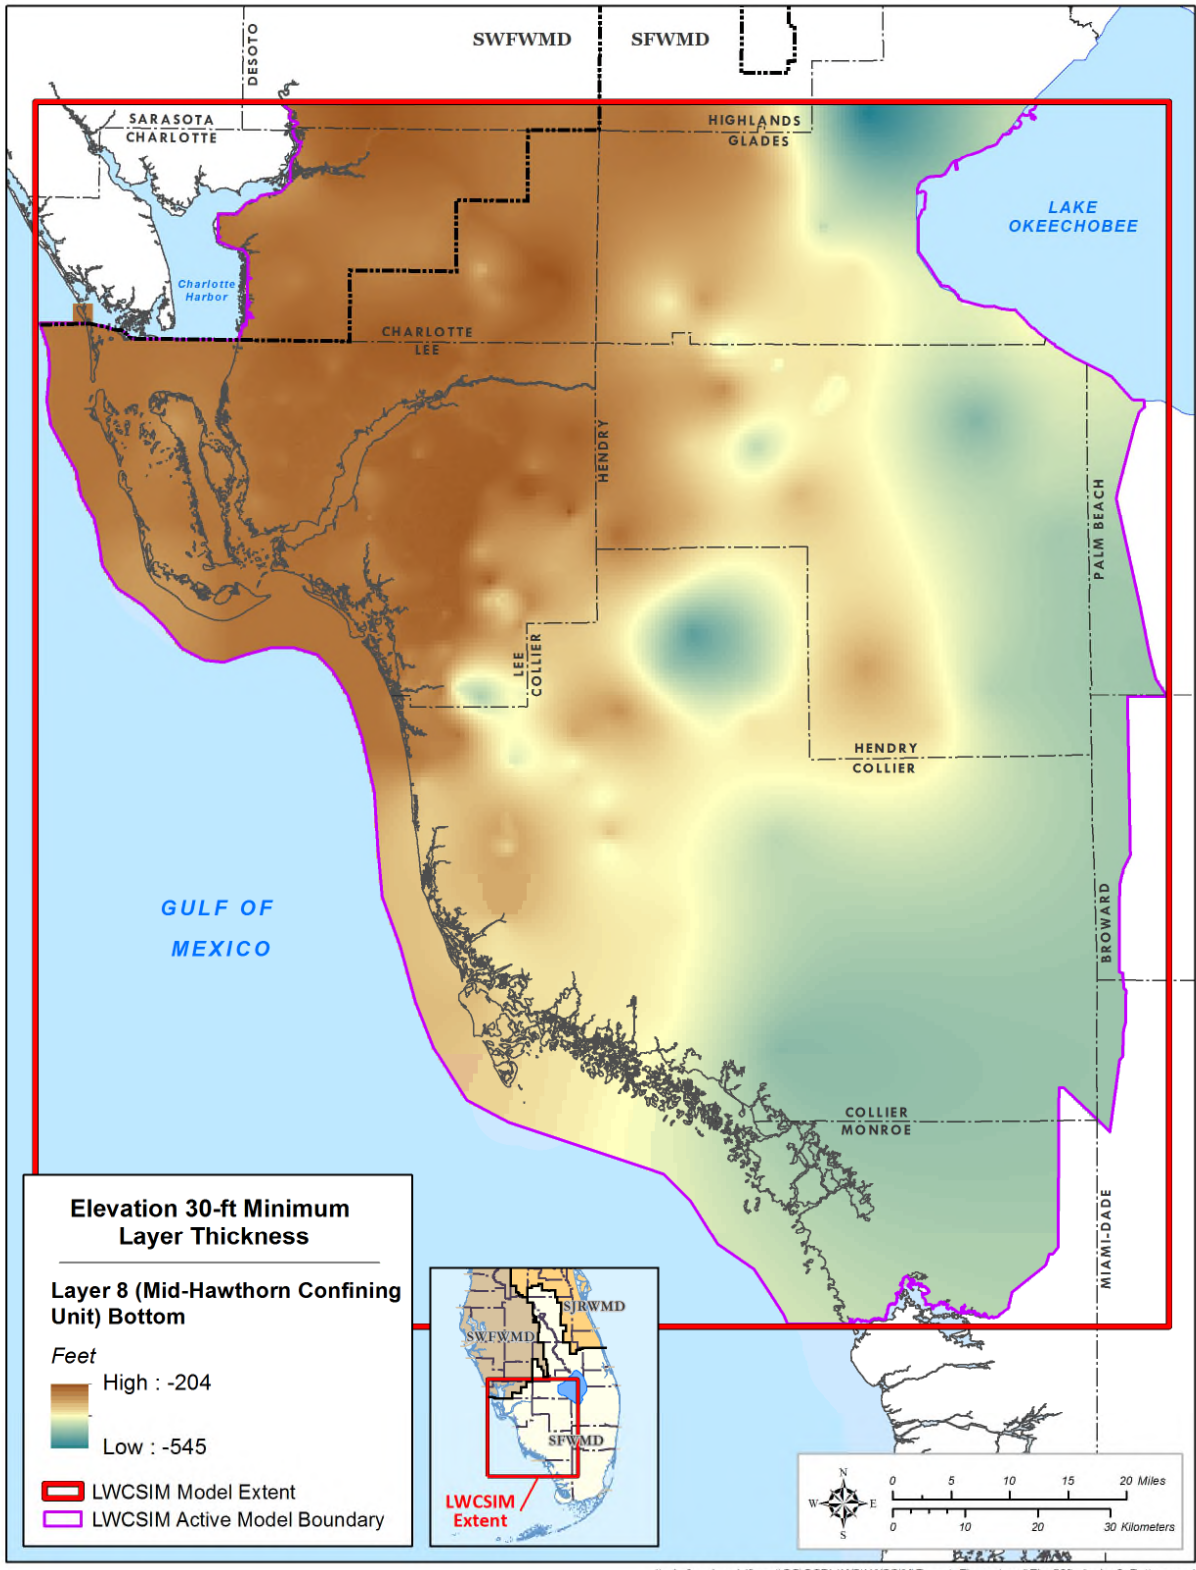 SWFWMD
SFWMD
DESOTO
SARASOTA
CHARLOTTE
HIGHLANDS
GLADES
LAKE
OKEECHOBEE
Charlotte
Harbor
CHARLOTTE
LEE
HENDRY
PALM BEACH
LEE
COLLIER
HENDRY
COLLIER
GULF OF
MEXICO
BROWARD
COLLIER
MONROE
MIAMI-DADE
Elevation 30-ft Minimum
Layer Thickness
Layer 8 (Mid-Hawthorn Confining
Unit) Bottom
Feet
High : -204
Low : -545
LWCSIM Model Extent
LWCSIM Active Model Boundary
SJRWMD
SWFWMD
SFWMD
LWCSIM
Extent
N
W E
S
0 5 10 15 20 Miles
0 10 20 30 Kilometers